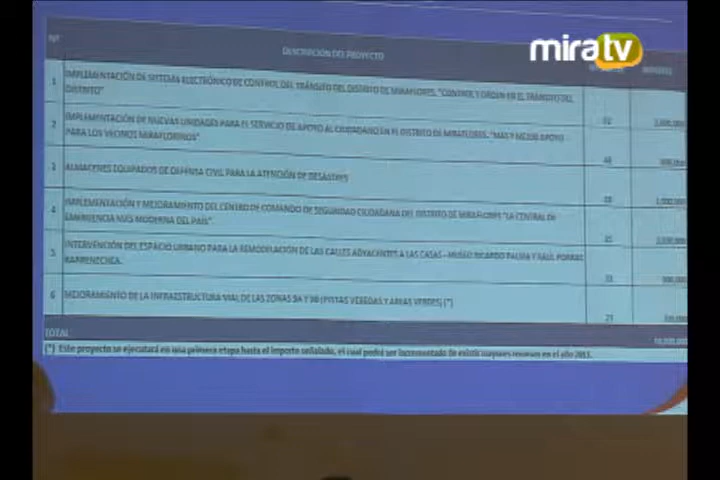 miratv
Nº DESCRIPCIÓN DEL PROYECTO
1 IMPLEMENTACIÓN DE SISTEMA ELECTRÓNICO DE CONTROL DEL TRÁNSITO DEL DISTRITO DE MIRAFLORES, "CONTROL Y ORDEN EN EL TRÁNSITO DEL
DISTRITO"
2 IMPLEMENTACIÓN DE NUEVAS UNIDADES PARA EL SERVICIO DE APOYO AL CIUDADANO EN EL DISTRITO DE MIRAFLORES. "MÁS Y MEJOR APOYO
PARA LOS VECINOS MIRAFLORINOS"
3 ALMACENES EQUIPADOS DE DEFENSA CIVIL PARA LA ATENCIÓN DE DESASTRES
4 IMPLEMENTACIÓN Y MEJORAMIENTO DEL CENTRO DE COMANDO DE SEGURIDAD CIUDADANA DEL DISTRITO DE MIRAFLORES "LA CENTRAL DE
EMERGENCIA MÁS MODERNA DEL PAÍS".
5 INTERVENCIÓN DEL ESPACIO URBANO PARA LA REMODELACIÓN DE LAS CALLES ADYACENTES A LAS CASAS - MUSEO RICARDO PALMA Y RAÚL PORRAS
BARRENECHEA.
6 MEJORAMIENTO DE LA INFRAESTRUCTURA VIAL DE LAS ZONAS 9A Y 9B (PISTAS VEREDAS Y AREAS VERDES) (*)
TOTAL
(*) Este proyecto se ejecutará en una primera etapa hasta el importe señalado, el cual podrá ser incrementado de existir mayores recursos en el año 2013.